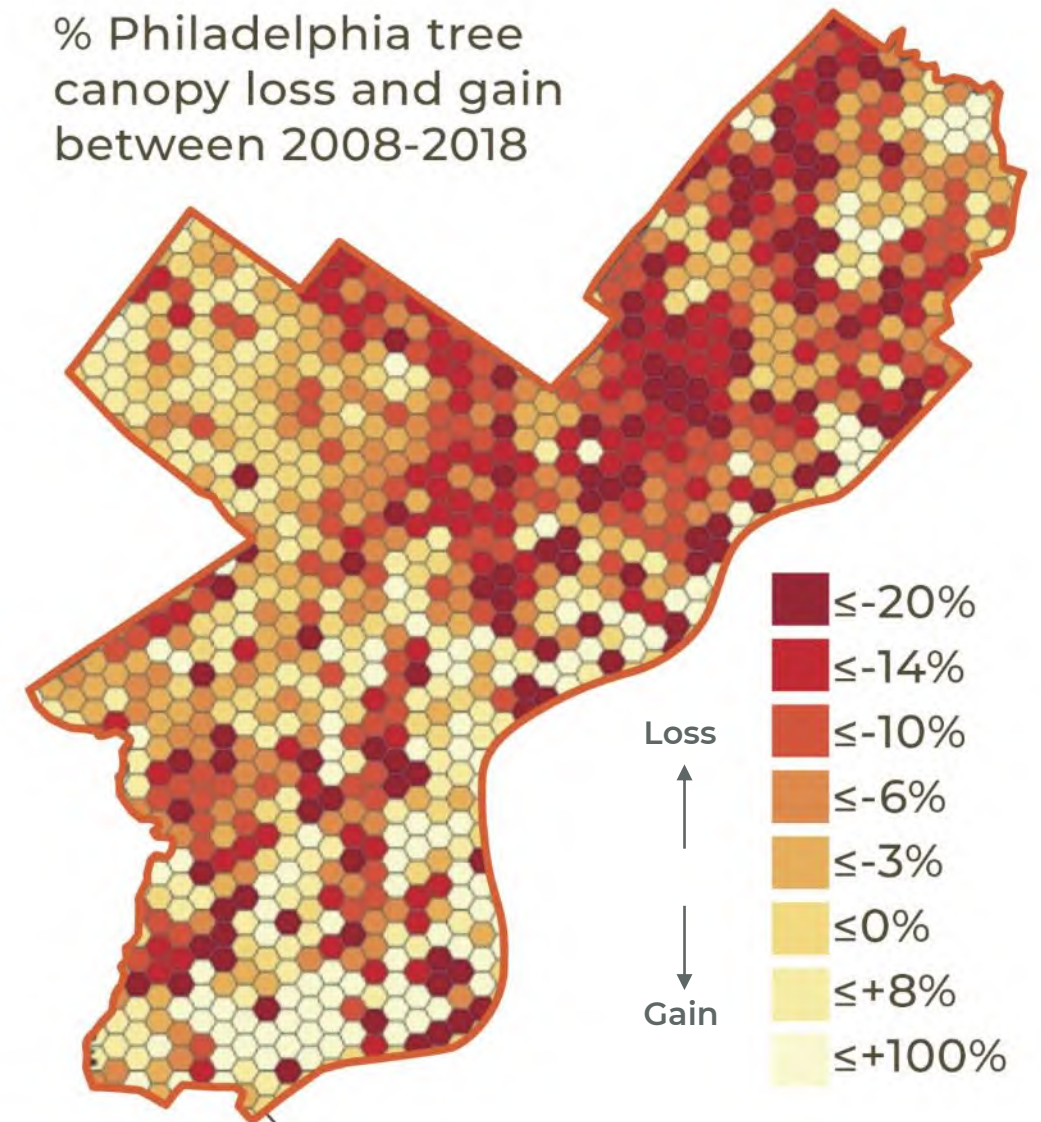 % Philadelphia tree
canopy loss and gain
between 2008-2018
Loss
Gain
≤-20%
≤-14%
≤-10%
≤-6%
≤-3%
≤0%
≤+8%
≤+100%